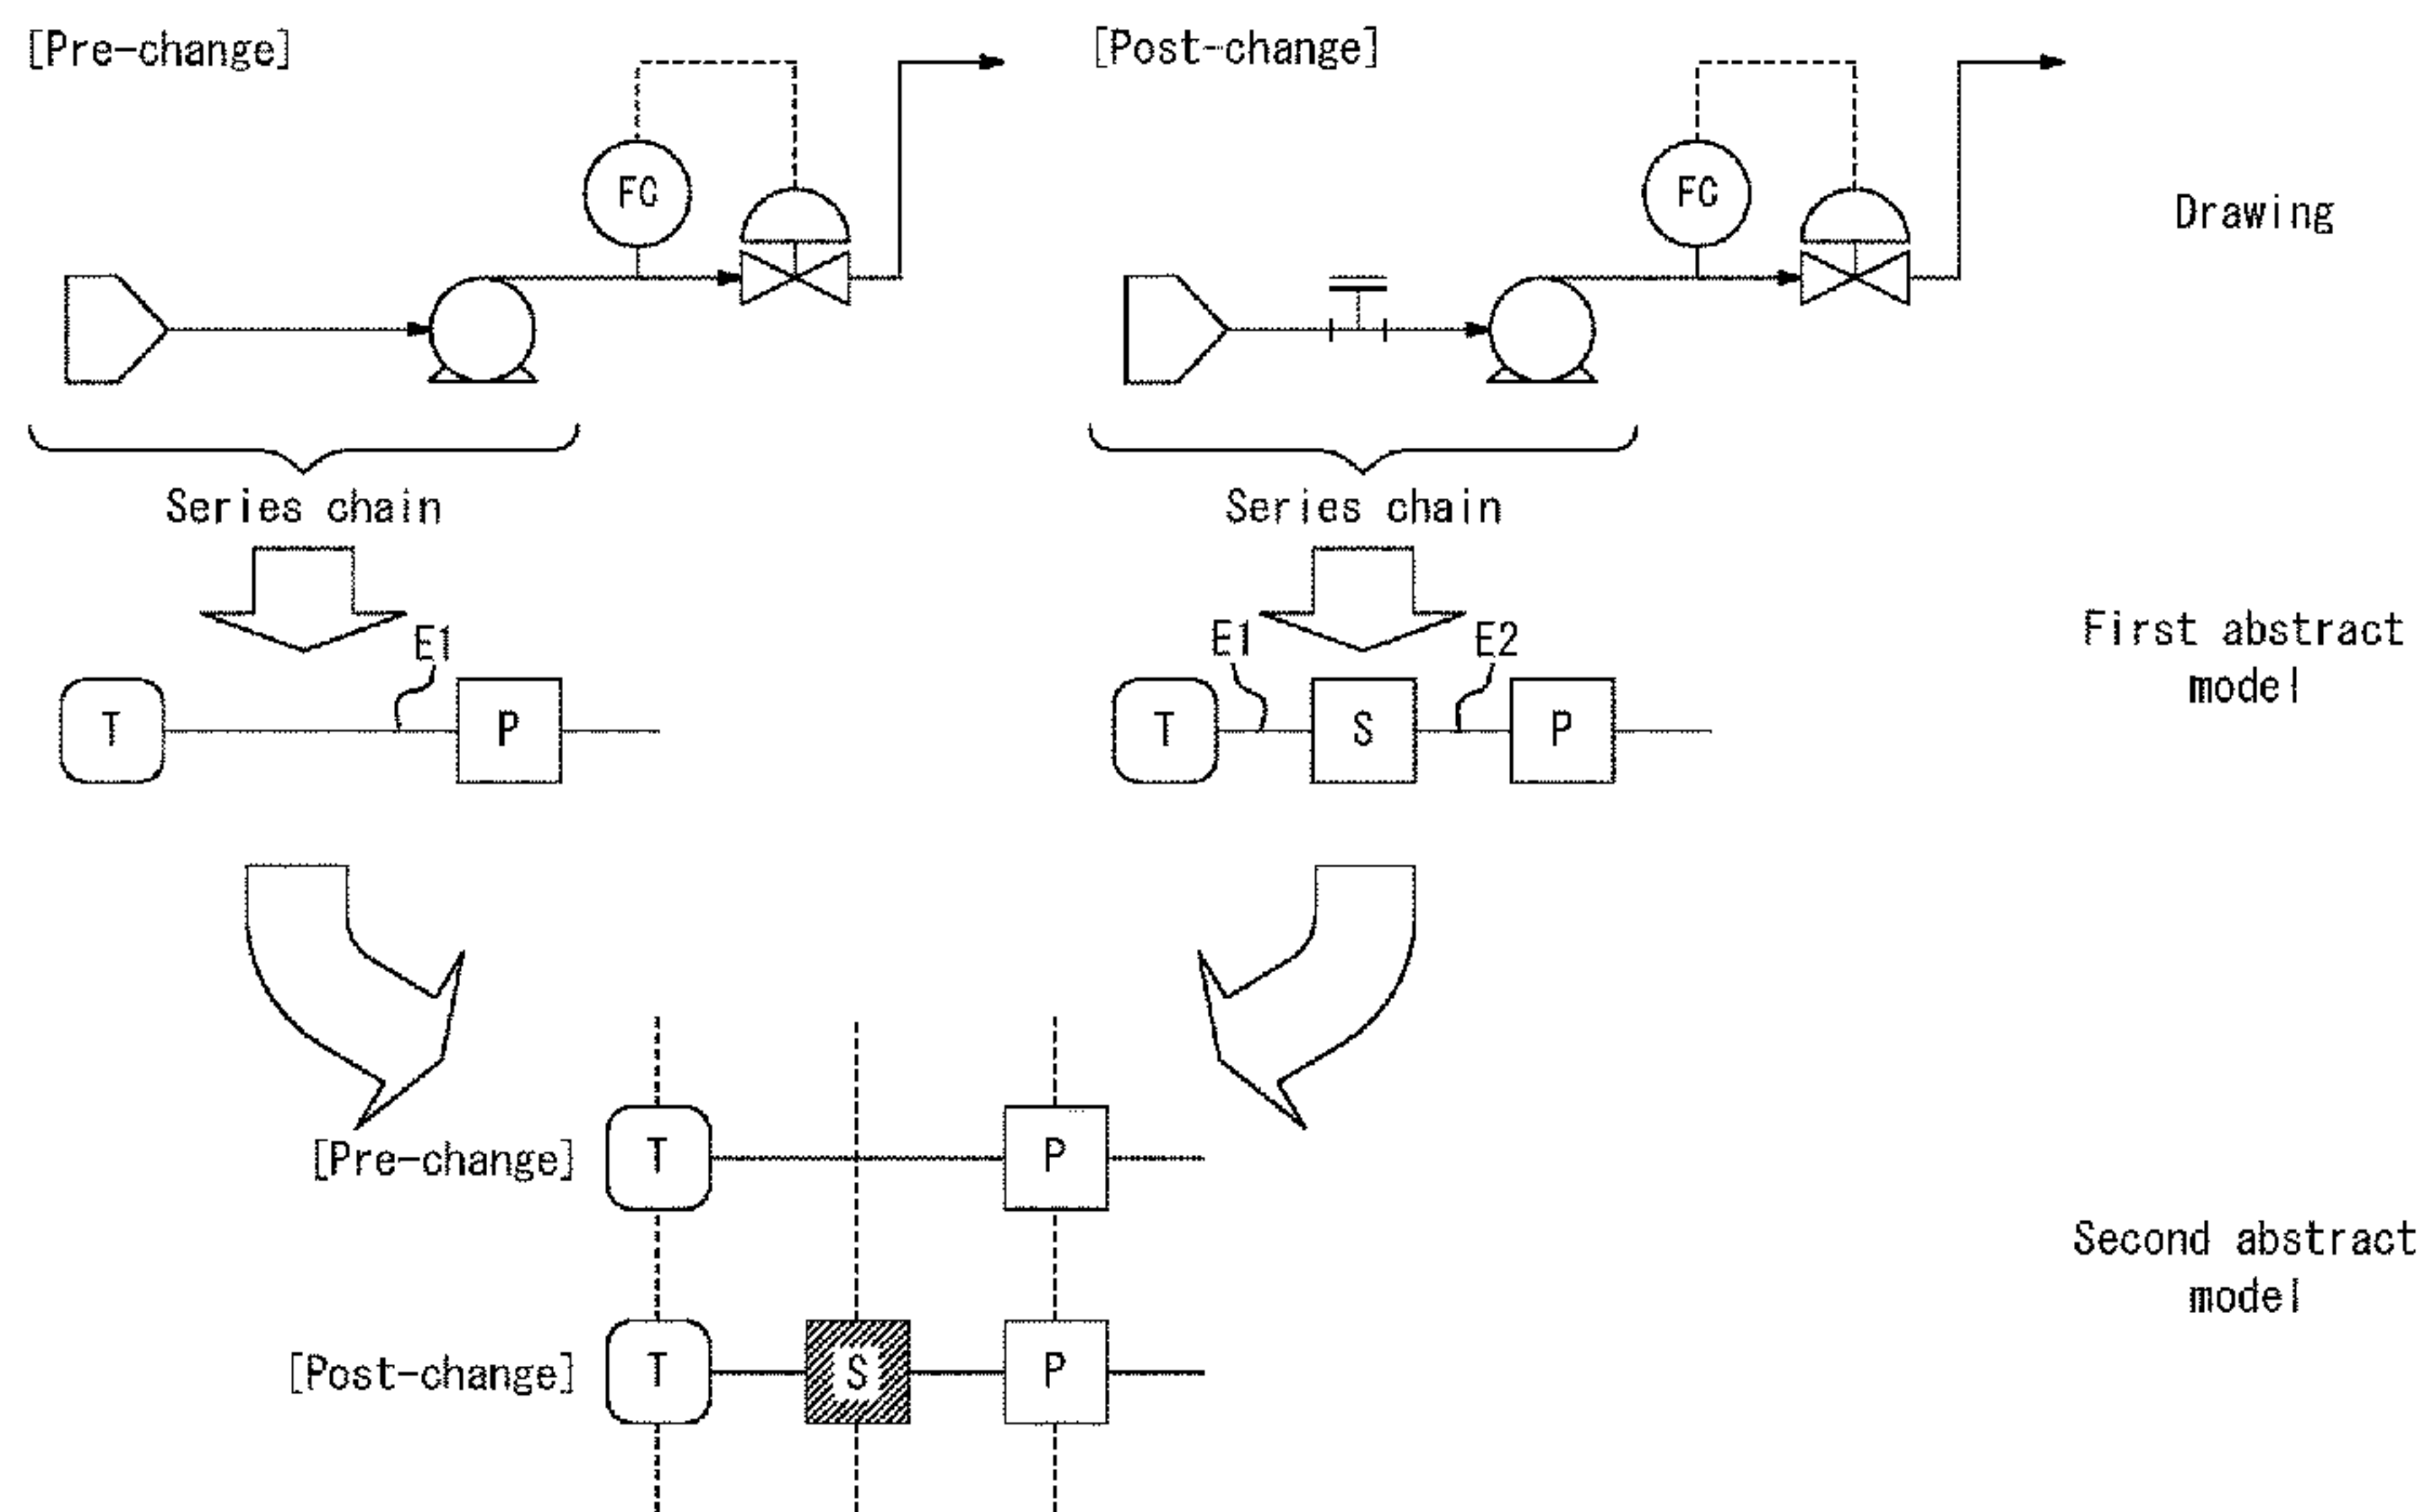 [Pre-change]
[Post-change]
FC
FC
Drawing
Series chain
Series chain
E1
E1
E2
First abstract
model
T
P
T
S
P
[Pre-change]
T
P
Second abstract
model
[Post-change]
T
S
P